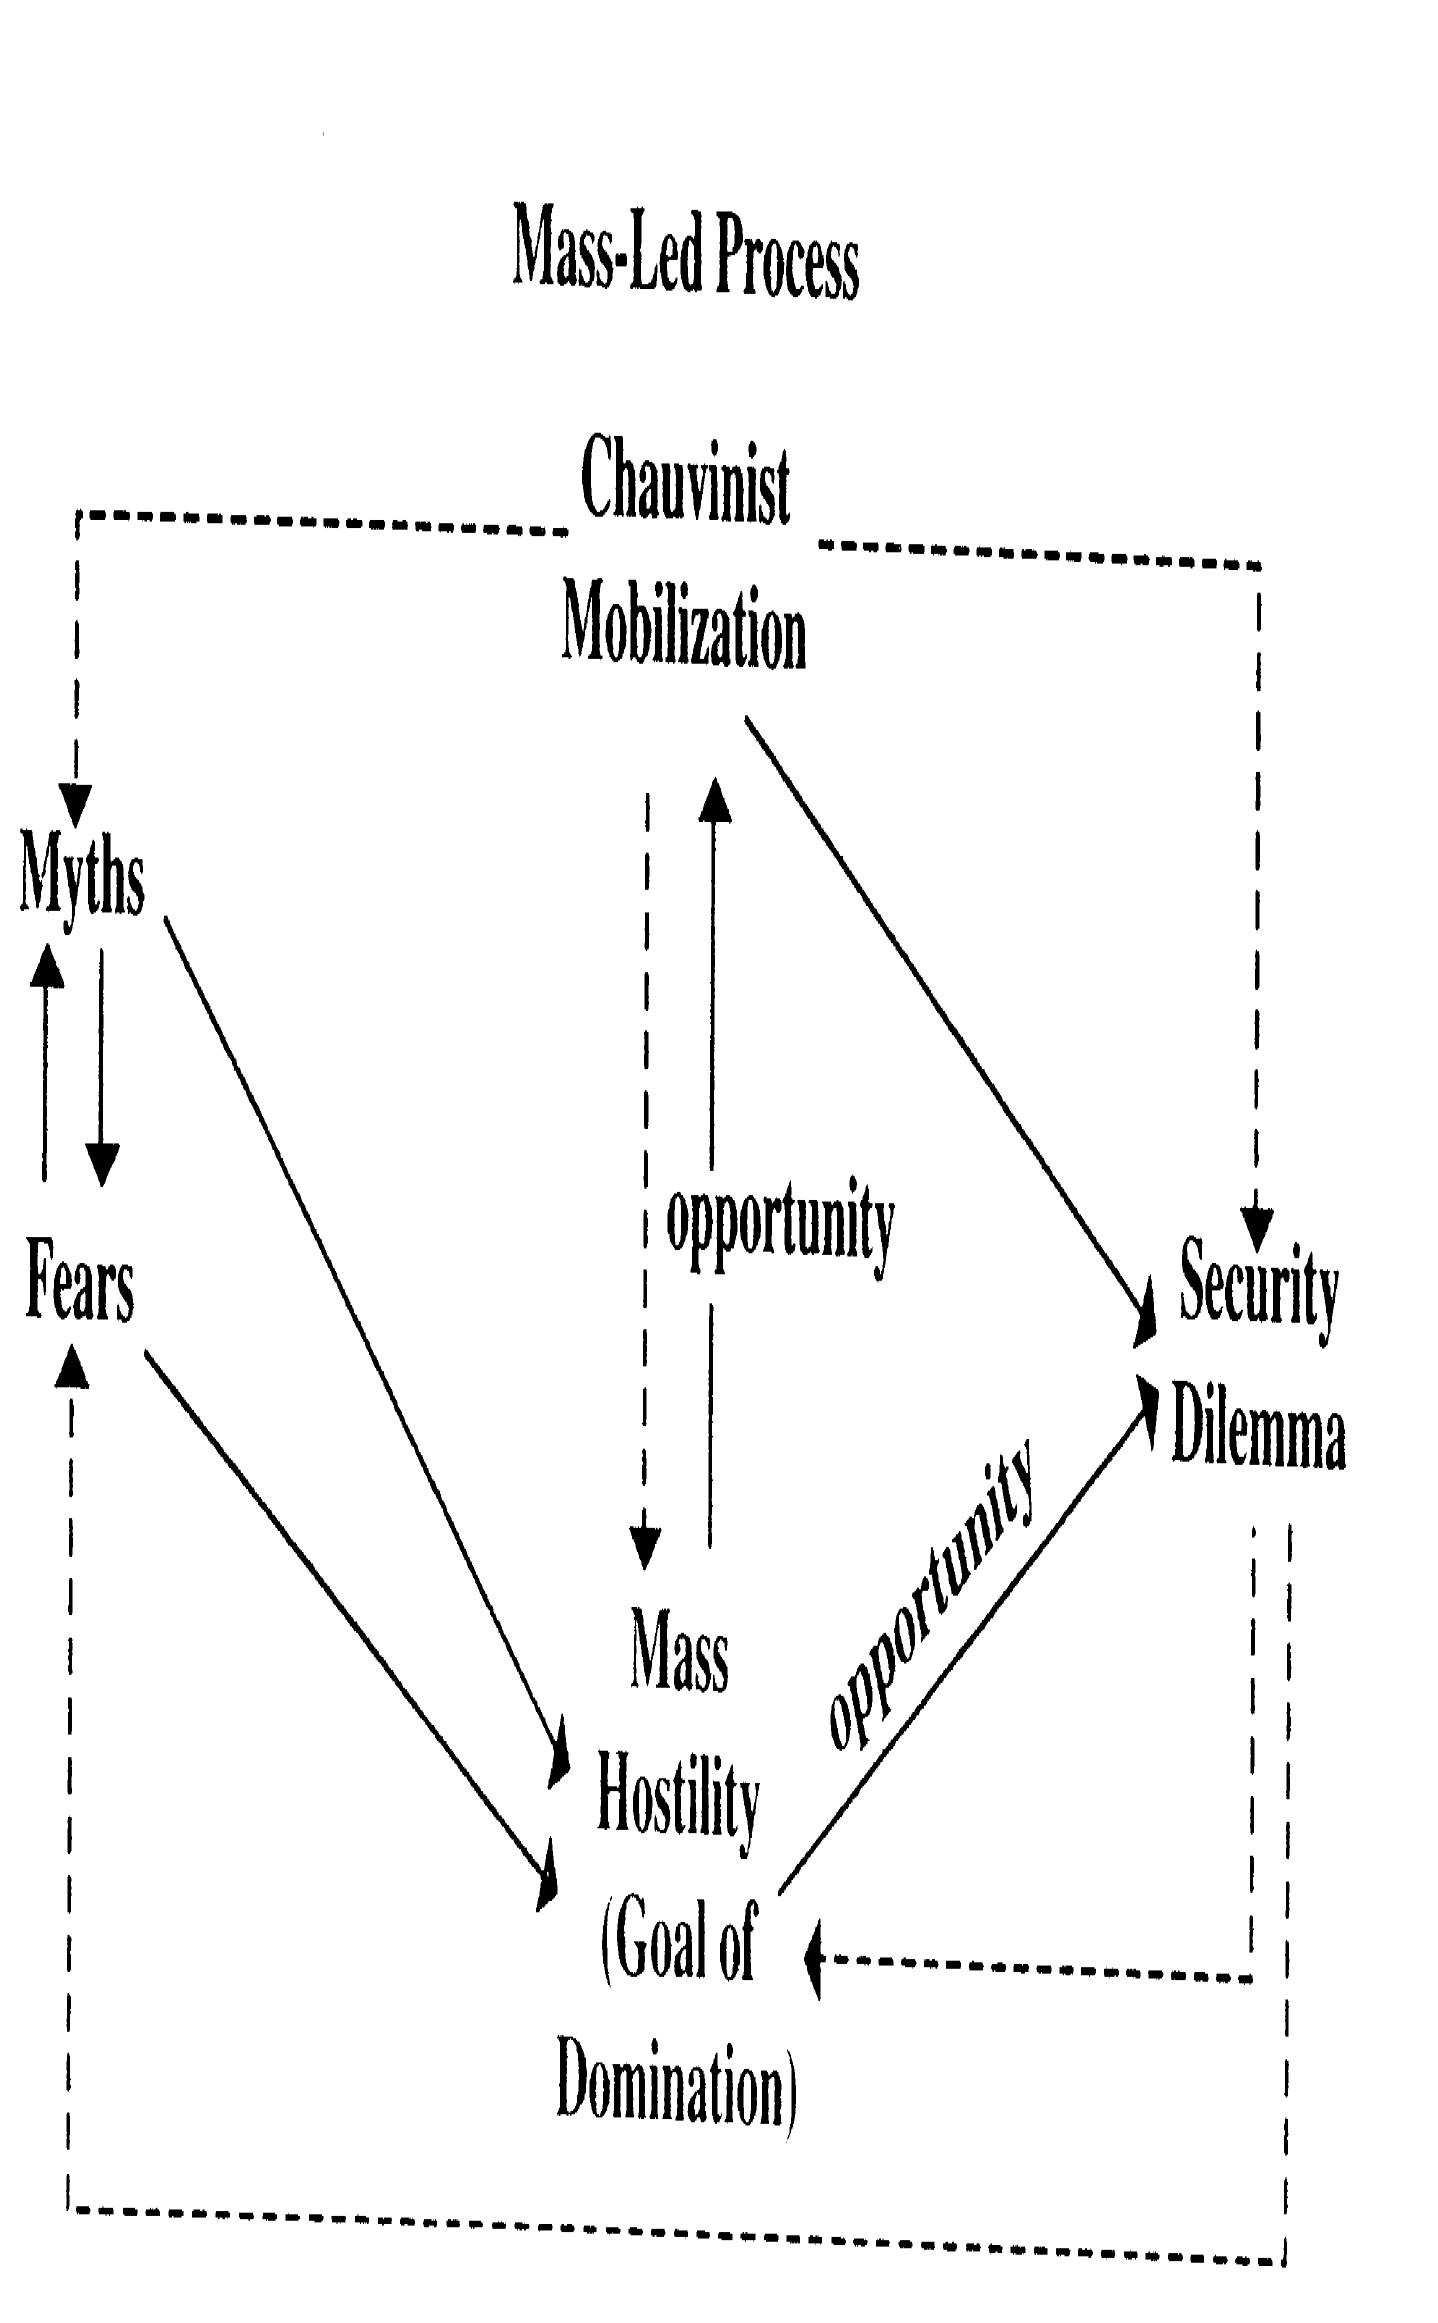 Mass-Led Process
Chauvinist
Mobilization
Myths
opportunity
Fears
Security
Dilemma
opportunity
Mass
Hostility
(Goal of
Domination)